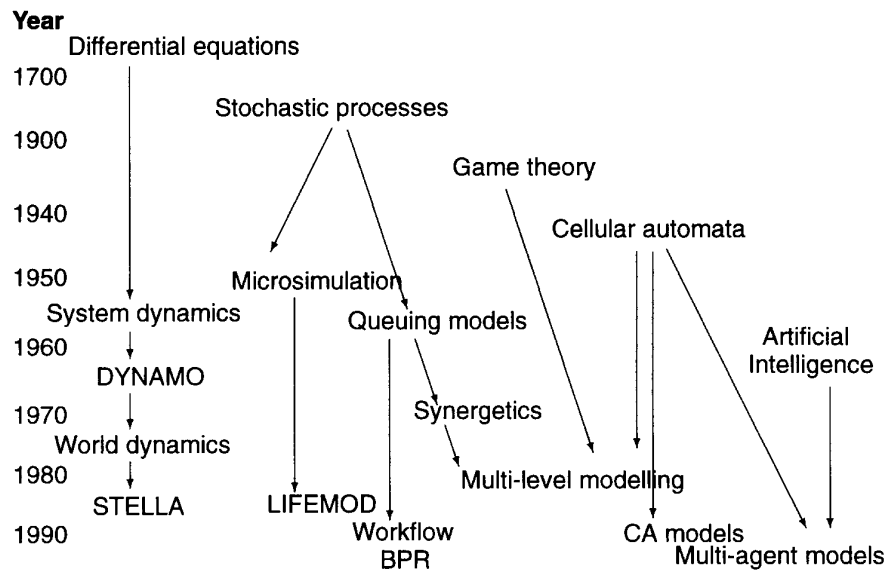 Year
Differential equations
1700
Stochastic processes
1900
Game theory
1940
Cellular automata
1950
Microsimulation
System dynamics
Queuing models
1960
Artificial
Intelligence
DYNAMO
1970
Synergetics
World dynamics
1980
Multi-level modelling
STELLA
LIFEMOD
1990
Workflow
BPR
CA models
Multi-agent models